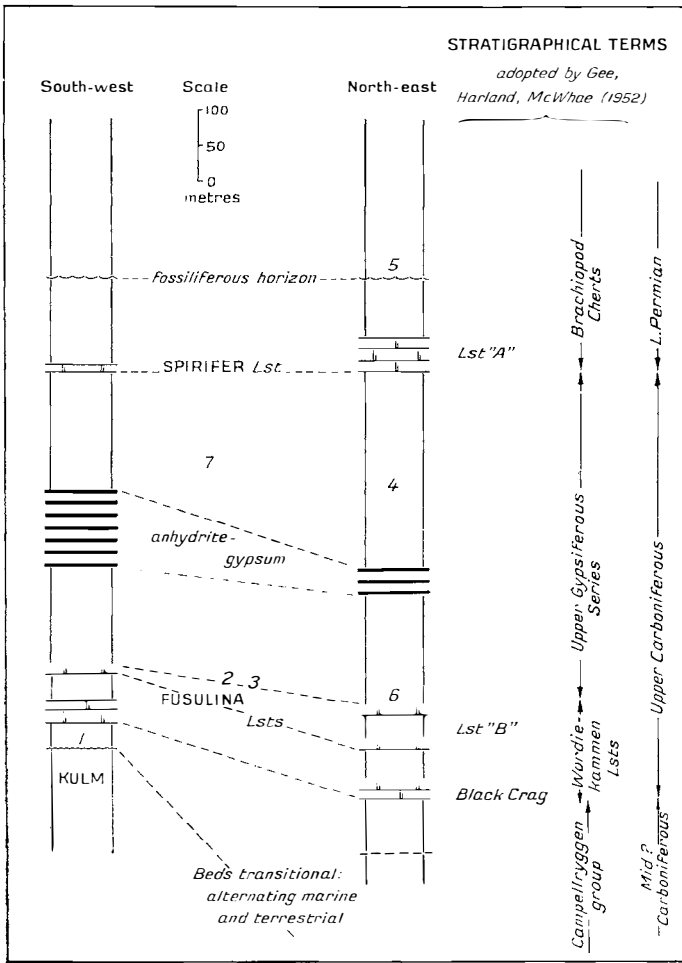 STRATIGRAPHICAL TERMS
adopted by Gee,
Harland, McWhae (1952)
South-west
Scale
North-east
100
50
0
metres
5
Fossiliferous horizon
Brachiopod
Cherts
L.Permian
Lst "A"
SPIRIFER Lst
7
4
anhydrite-
gypsum
Upper Gypsiferous
Series
Upper Carboniferous
2
3
6
FUSULINA
Lsts
Lst "B"
Wordie-
kammen
Lsts
1
KULM
Black Crag
Campellryggen
group
Mid?
Carboniferous
Beds transitional:
alternating marine
and terrestrial